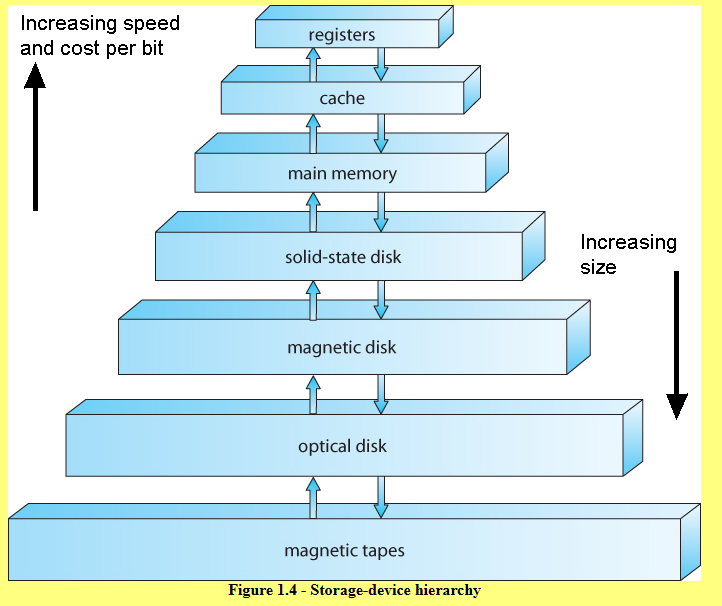 Increasing speed
and cost per bit
registers
cache
main memory
solid-state disk
Increasing
size
magnetic disk
optical disk
magnetic tapes
Figure 1.4 - Storage-device hierarchy